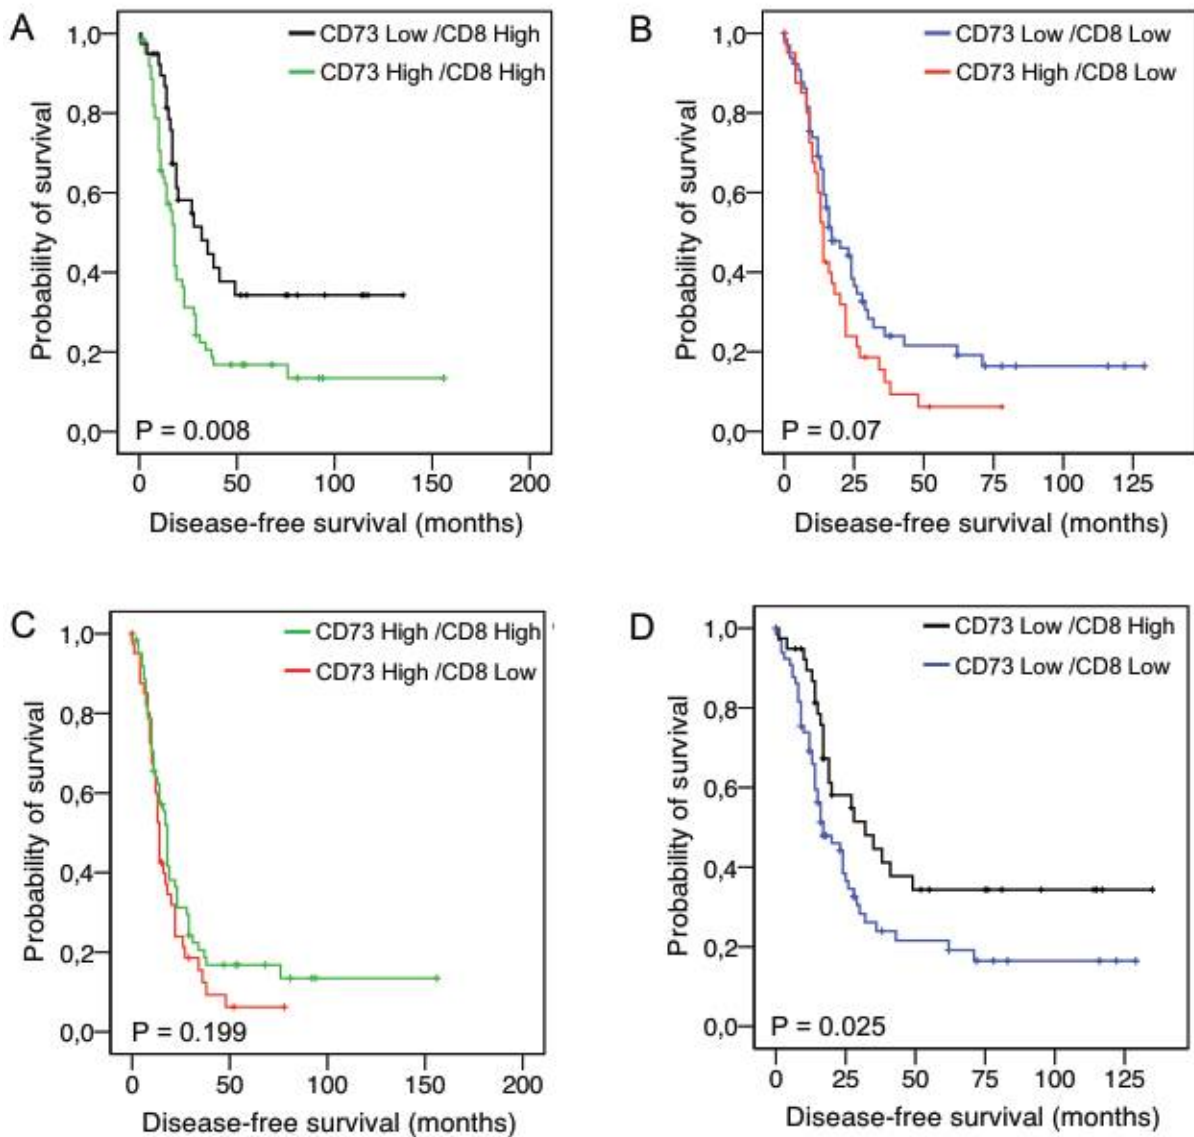 A
CD73 Low /CD8 High
CD73 High /CD8 High
Probability of survival
1,0
0,8
0,6
0,4
0,2
0,0
P = 0.008
0 50 100 150 200
Disease-free survival (months)
B
CD73 Low /CD8 Low
CD73 High /CD8 Low
Probability of survival
1,0
0,8
0,6
0,4
0,2
0,0
P = 0.07
0 25 50 75 100 125
Disease-free survival (months)
C
CD73 High /CD8 High
CD73 High /CD8 Low
Probability of survival
1,0
0,8
0,6
0,4
0,2
0,0
P = 0.199
0 50 100 150 200
Disease-free survival (months)
D
CD73 Low /CD8 High
CD73 Low /CD8 Low
Probability of survival
1,0
0,8
0,6
0,4
0,2
0,0
P = 0.025
0 25 50 75 100 125
Disease-free survival (months)